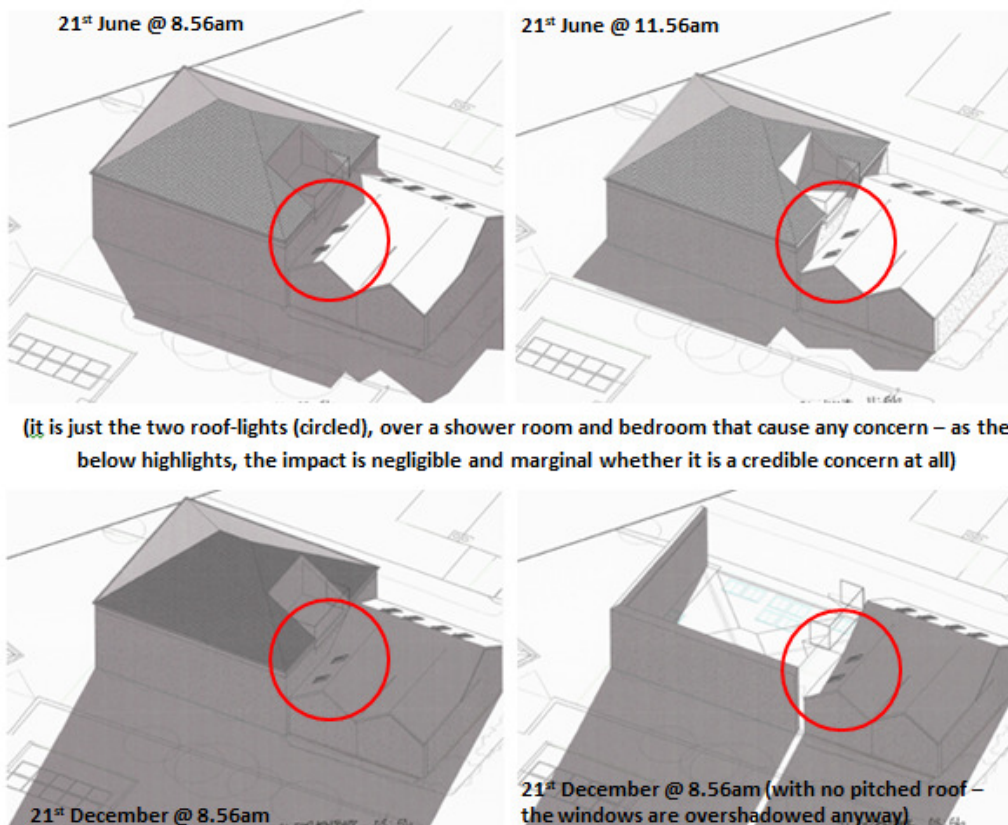 21st June @ 8.56am
21st June @ 11.56am
(it is just the two roof-lights (circled), over a shower room and bedroom that cause any concern – as the
below highlights, the impact is negligible and marginal whether it is a credible concern at all)
21st December @ 8.56am
21st December @ 8.56am (with no pitched roof –
the windows are overshadowed anyway)